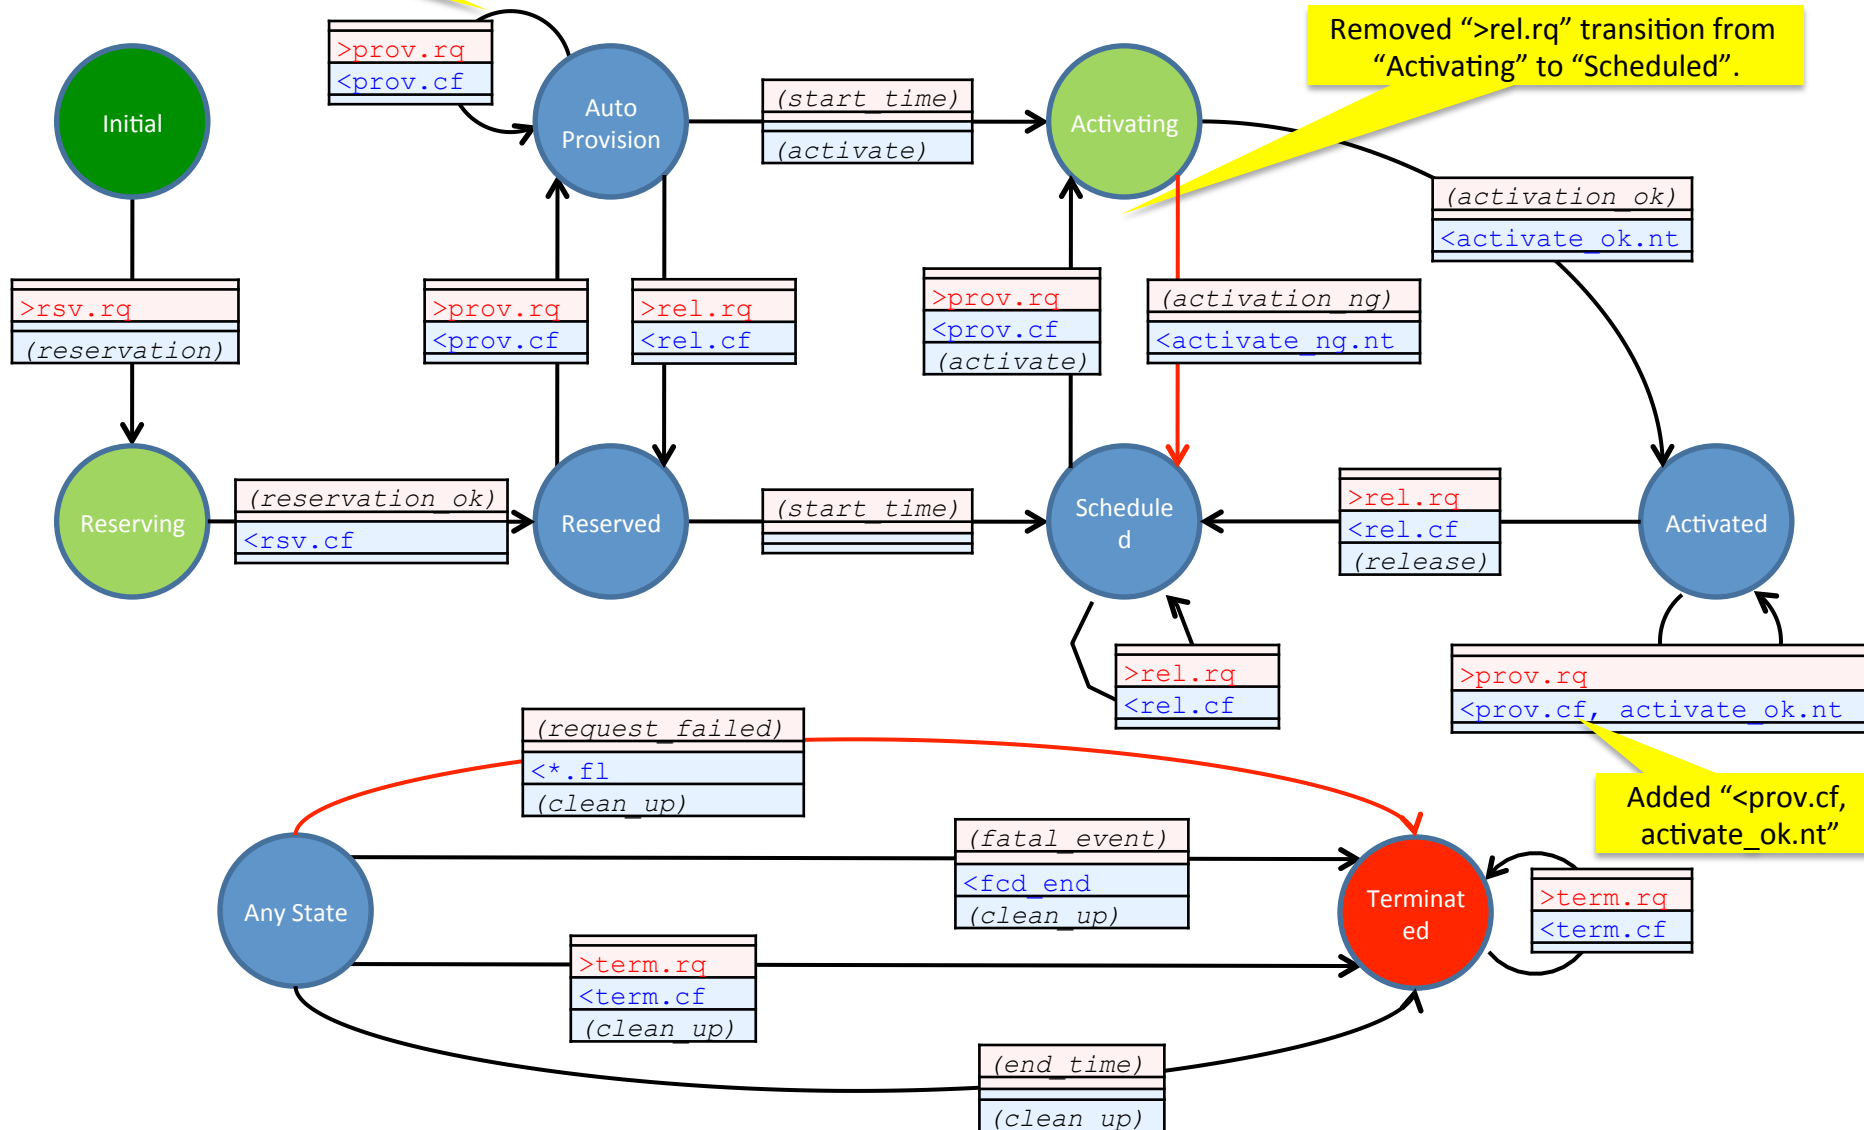 Removed “>rel.rq” transition from
“Activating” to “Scheduled”.
>prov.rq
<prov.cf
Initial
Auto
Provision
(start_time)
(activate)
Activating
(activation_ok)
<activate_ok.nt
>rsv.rq
(reservation)
>prov.rq
<prov.cf
>rel.rq
<rel.cf
>prov.rq
<prov.cf
(activate)
(activation_ng)
<activate_ng.nt
Reserving
(reservation_ok)
<rsv.cf
Reserved
(start_time)
Schedule
d
>rel.rq
<rel.cf
(release)
Activated
>rel.rq
<rel.cf
>prov.rq
<prov.cf, activate_ok.nt
Added “<prov.cf,
activate_ok.nt”
(request_failed)
<*.fl
(clean_up)
Any State
(fatal_event)
<fcd_end
(clean_up)
>term.rq
<term.cf
(clean_up)
(end_time)
(clean_up)
Terminat
ed
>term.rq
<term.cf